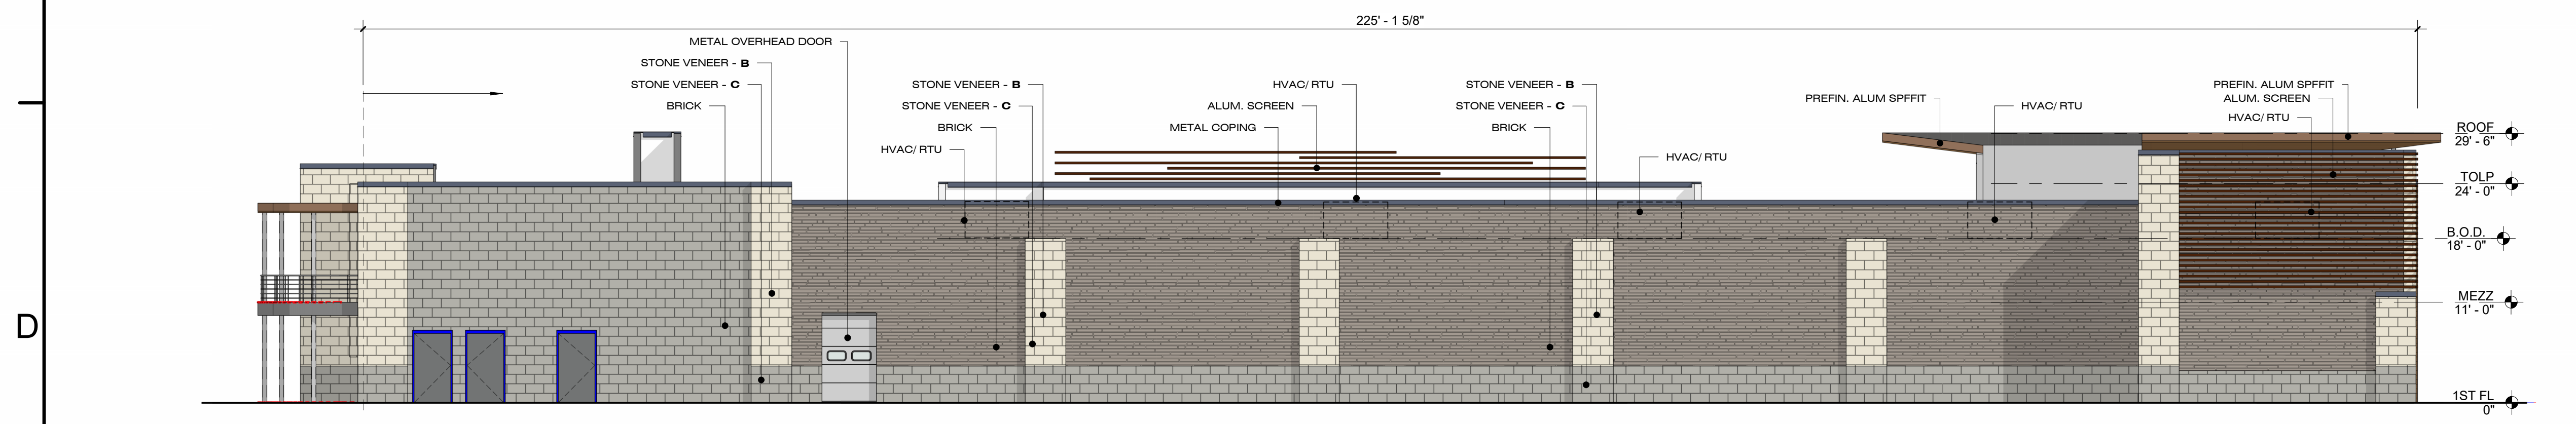 225' - 1 5/8"
METAL OVERHEAD DOOR
STONE VENEER - B
STONE VENEER - C
BRICK
STONE VENEER - B
STONE VENEER - C
BRICK
HVAC/ RTU
HVAC/ RTU
ALUM. SCREEN
METAL COPING
STONE VENEER - B
STONE VENEER - C
BRICK
HVAC/ RTU
PREFIN. ALUM SPFFIT
HVAC/ RTU
PREFIN. ALUM SPFFIT
ALUM. SCREEN
HVAC/ RTU
ROOF
29' - 6"
TOLP
24' - 0"
B.O.D.
18' - 0"
MEZZ
11' - 0"
1ST FL
0"
D